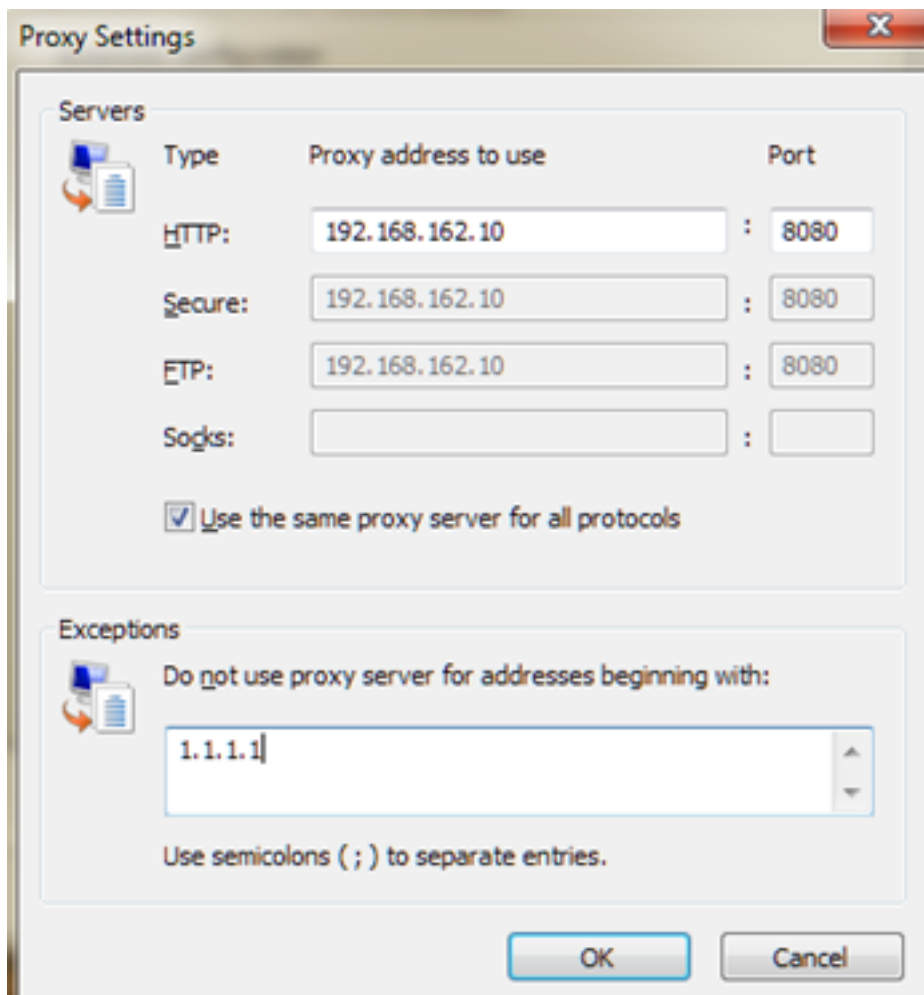 Proxy Settings
Servers
Type Proxy address to use Port
HTTP: 192.168.162.10 : 8080
Secure: 192.168.162.10 : 8080
FTP: 192.168.162.10 : 8080
Socks: :
Use the same proxy server for all protocols
Exceptions
Do not use proxy server for addresses beginning with:
1.1.1.1
Use semicolons ( ; ) to separate entries.
OK Cancel